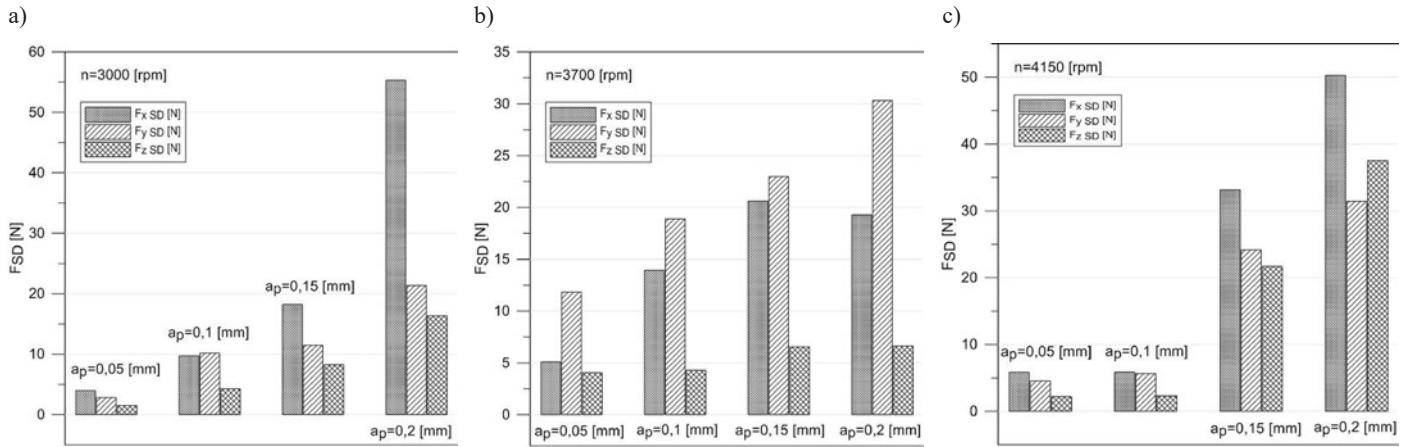 a)
60
50
40
30
20
10
0
FSD [N]
n=3000 [rpm]
Fx SD [N]
Fy SD [N]
Fz SD [N]
ap=0,05 [mm]
ap=0,1 [mm]
ap=0,15 [mm]
ap=0,2 [mm]
b)
35
30
25
20
15
10
5
0
FSD [N]
n=3700 [rpm]
Fx SD [N]
Fy SD [N]
Fz SD [N]
ap=0,05 [mm] ap=0,1 [mm] ap=0,15 [mm] ap=0,2 [mm]
c)
50
40
30
20
10
0
FSD [N]
n=4150 [rpm]
Fx SD [N]
Fy SD [N]
Fz SD [N]
ap=0,05 [mm] ap=0,1 [mm]
ap=0,15 [mm] ap=0,2 [mm]